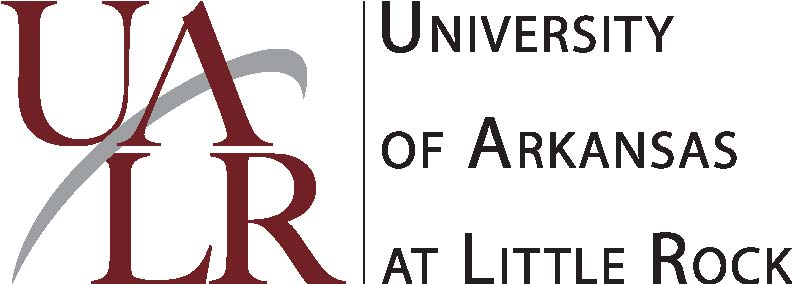 UA
LR
UNIVERSITY
OF ARKANSAS
AT LITTLE ROCK